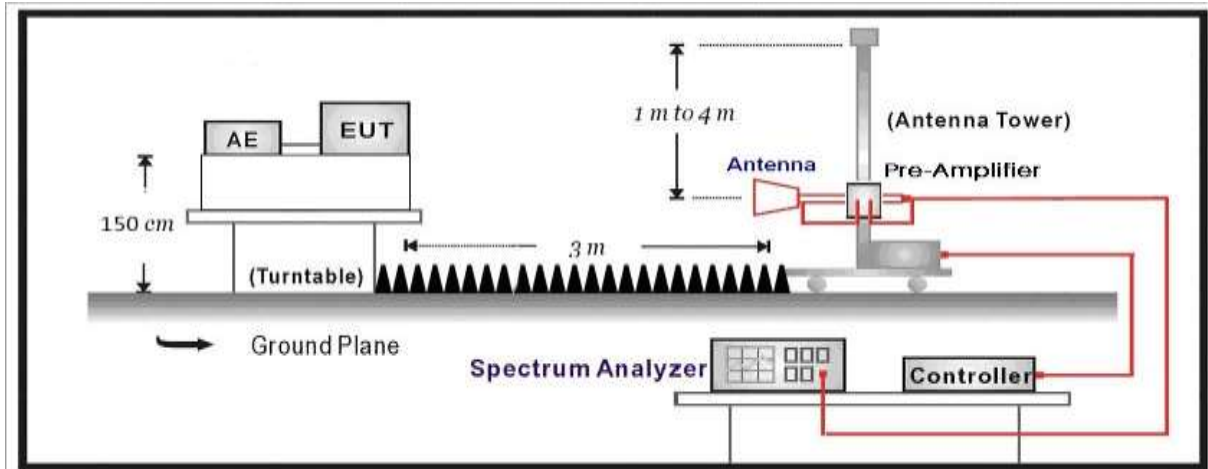 1 m to 4 m
(Antenna Tower)
AE
EUT
Antenna
Pre-Amplifier
150 cm
3 m
(Turntable)
Ground Plane
Spectrum Analyzer
Controller